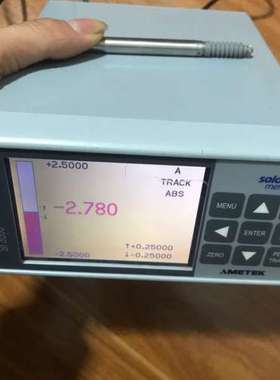 +2.5000
A
TRACK
ABS
-2.780
-2.5000
↑+0.25000
↓-0.25000
MENU
ENTER
ZERO
AMETEK